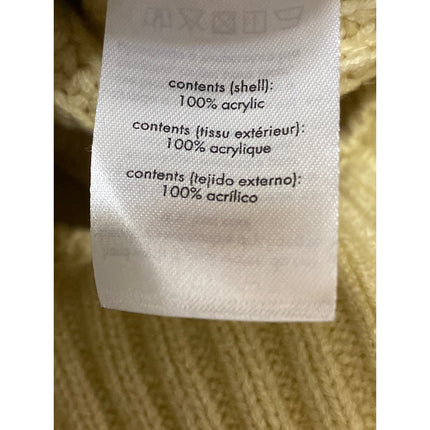 contents (shell):
100% acrylic
contents (tissu extérieur):
100% acrylique
contents (tejido externo):
100% acrílico